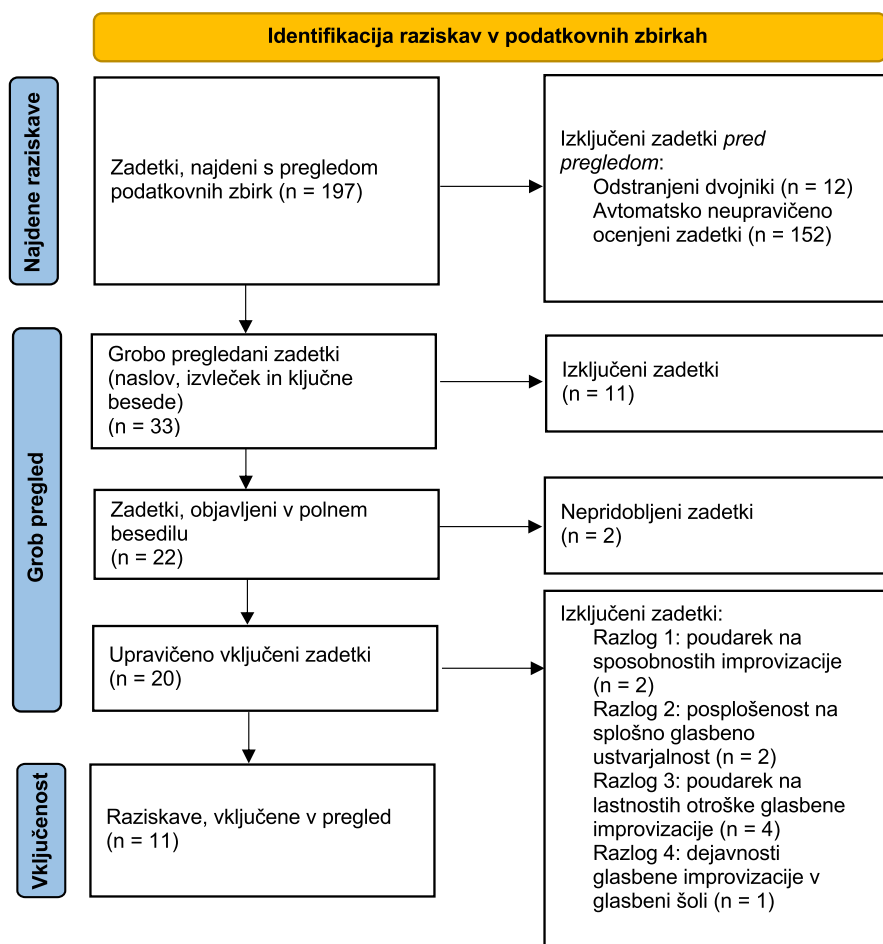 Identifikacija raziskav v podatkovnih zbirkah
Najdene raziskave
Zadetki, najdeni s pregledom
podatkovnih zbirk (n = 197)
Izključeni zadetki pred
pregledom:
Odstranjeni dvojniki (n = 12)
Avtomatsko neupravičeno
ocenjeni zadetki (n = 152)
Grob pregled
Grobo pregledani zadetki
(naslov, izvleček in ključne
besede)
(n = 33)
Izključeni zadetki
(n = 11)
Zadetki, objavljeni v polnem
besedilu
(n = 22)
Nepridobljeni zadetki
(n = 2)
Upravičeno vključeni zadetki
(n = 20)
Izključeni zadetki:
Razlog 1: poudarek na
sposobnostih improvizacije
(n = 2)
Razlog 2: posplošenost na
splošno glasbeno
ustvarjalnost (n = 2)
Razlog 3: poudarek na
lastnostih otroške glasbene
improvizacije (n = 4)
Razlog 4: dejavnosti
glasbene improvizacije v
glasbeni šoli (n = 1)
Vključenost
Raziskave, vključene v pregled
(n = 11)